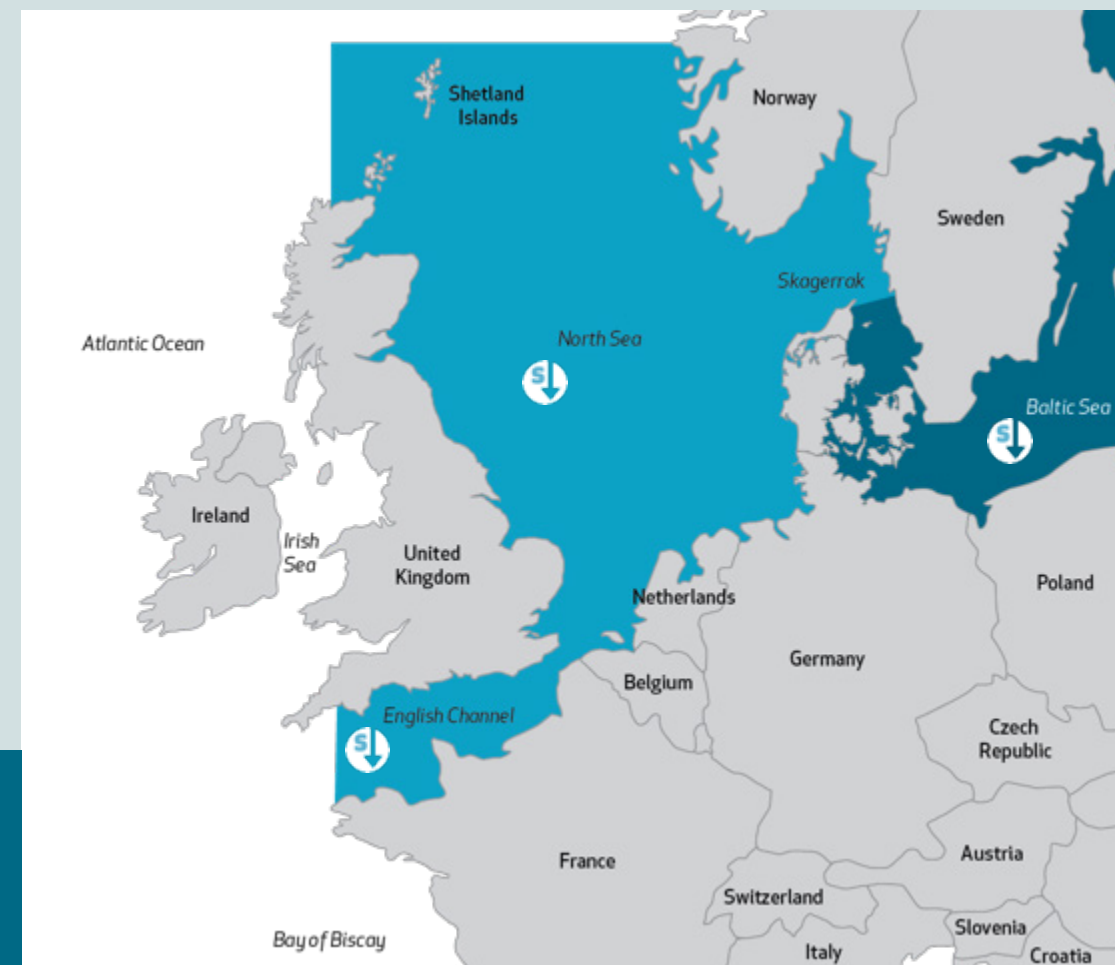 Shetland
Islands
Norway
Sweden
Skagerrak
North Sea
Atlantic Ocean
S
Baltic Sea
S
Ireland
Irish
Sea
United
Kingdom
Netherlands
Poland
Germany
Belgium
English Channel
S
Czech
Republic
France
Austria
Switzerland
Slovenia
Bay of Biscay
Italy
Croatia